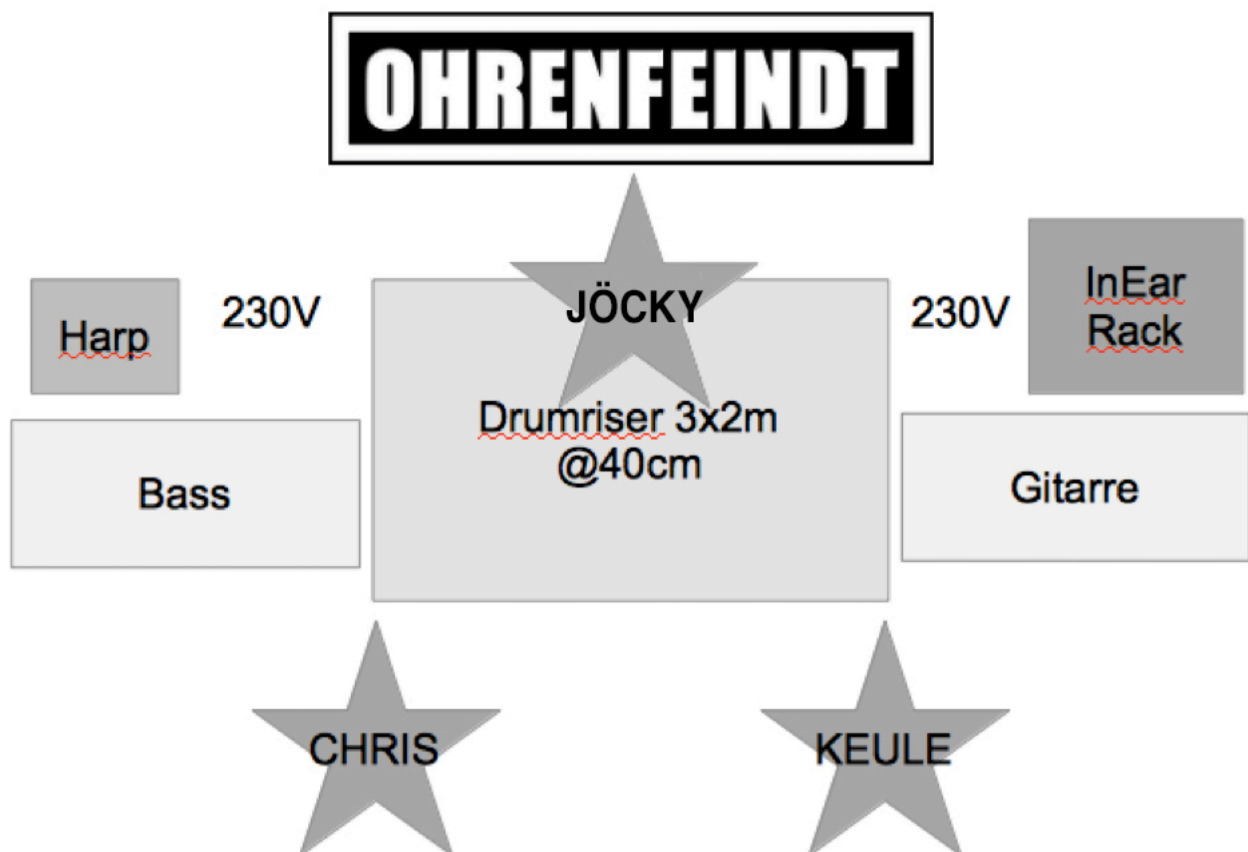 OHRENFEINDT
JÖCKY
Harp
230V
230V
InEar
Rack
Drumriser 3x2m
@40cm
Bass
Gitarre
CHRIS
KEULE